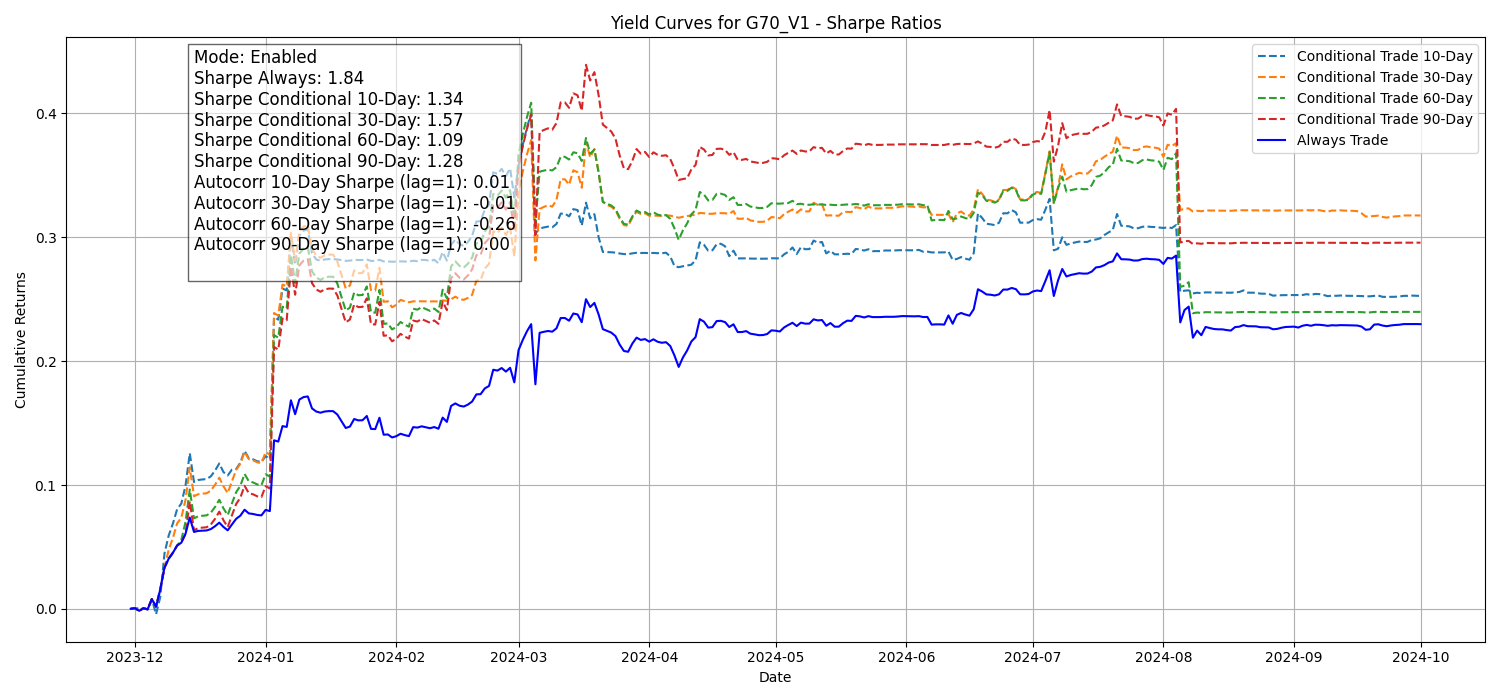 Yield Curves for G70_V1 - Sharpe Ratios
Mode: Enabled
Sharpe Always: 1.84
Sharpe Conditional 10-Day: 1.34
Sharpe Conditional 30-Day: 1.57
Sharpe Conditional 60-Day: 1.09
Sharpe Conditional 90-Day: 1.28
Autocorr 10-Day Sharpe (lag=1): 0.01
Autocorr 30-Day Sharpe (lag=1): -0.01
Autocorr 60-Day Sharpe (lag=1): -0.26
Autocorr 90-Day Sharpe (lag=1): 0.00
Conditional Trade 10-Day
Conditional Trade 30-Day
Conditional Trade 60-Day
Conditional Trade 90-Day
Always Trade
Cumulative Returns
0.4
0.3
0.2
0.1
0.0
2023-12 2024-01 2024-02 2024-03 2024-04 2024-05 2024-06 2024-07 2024-08 2024-09 2024-10
Date